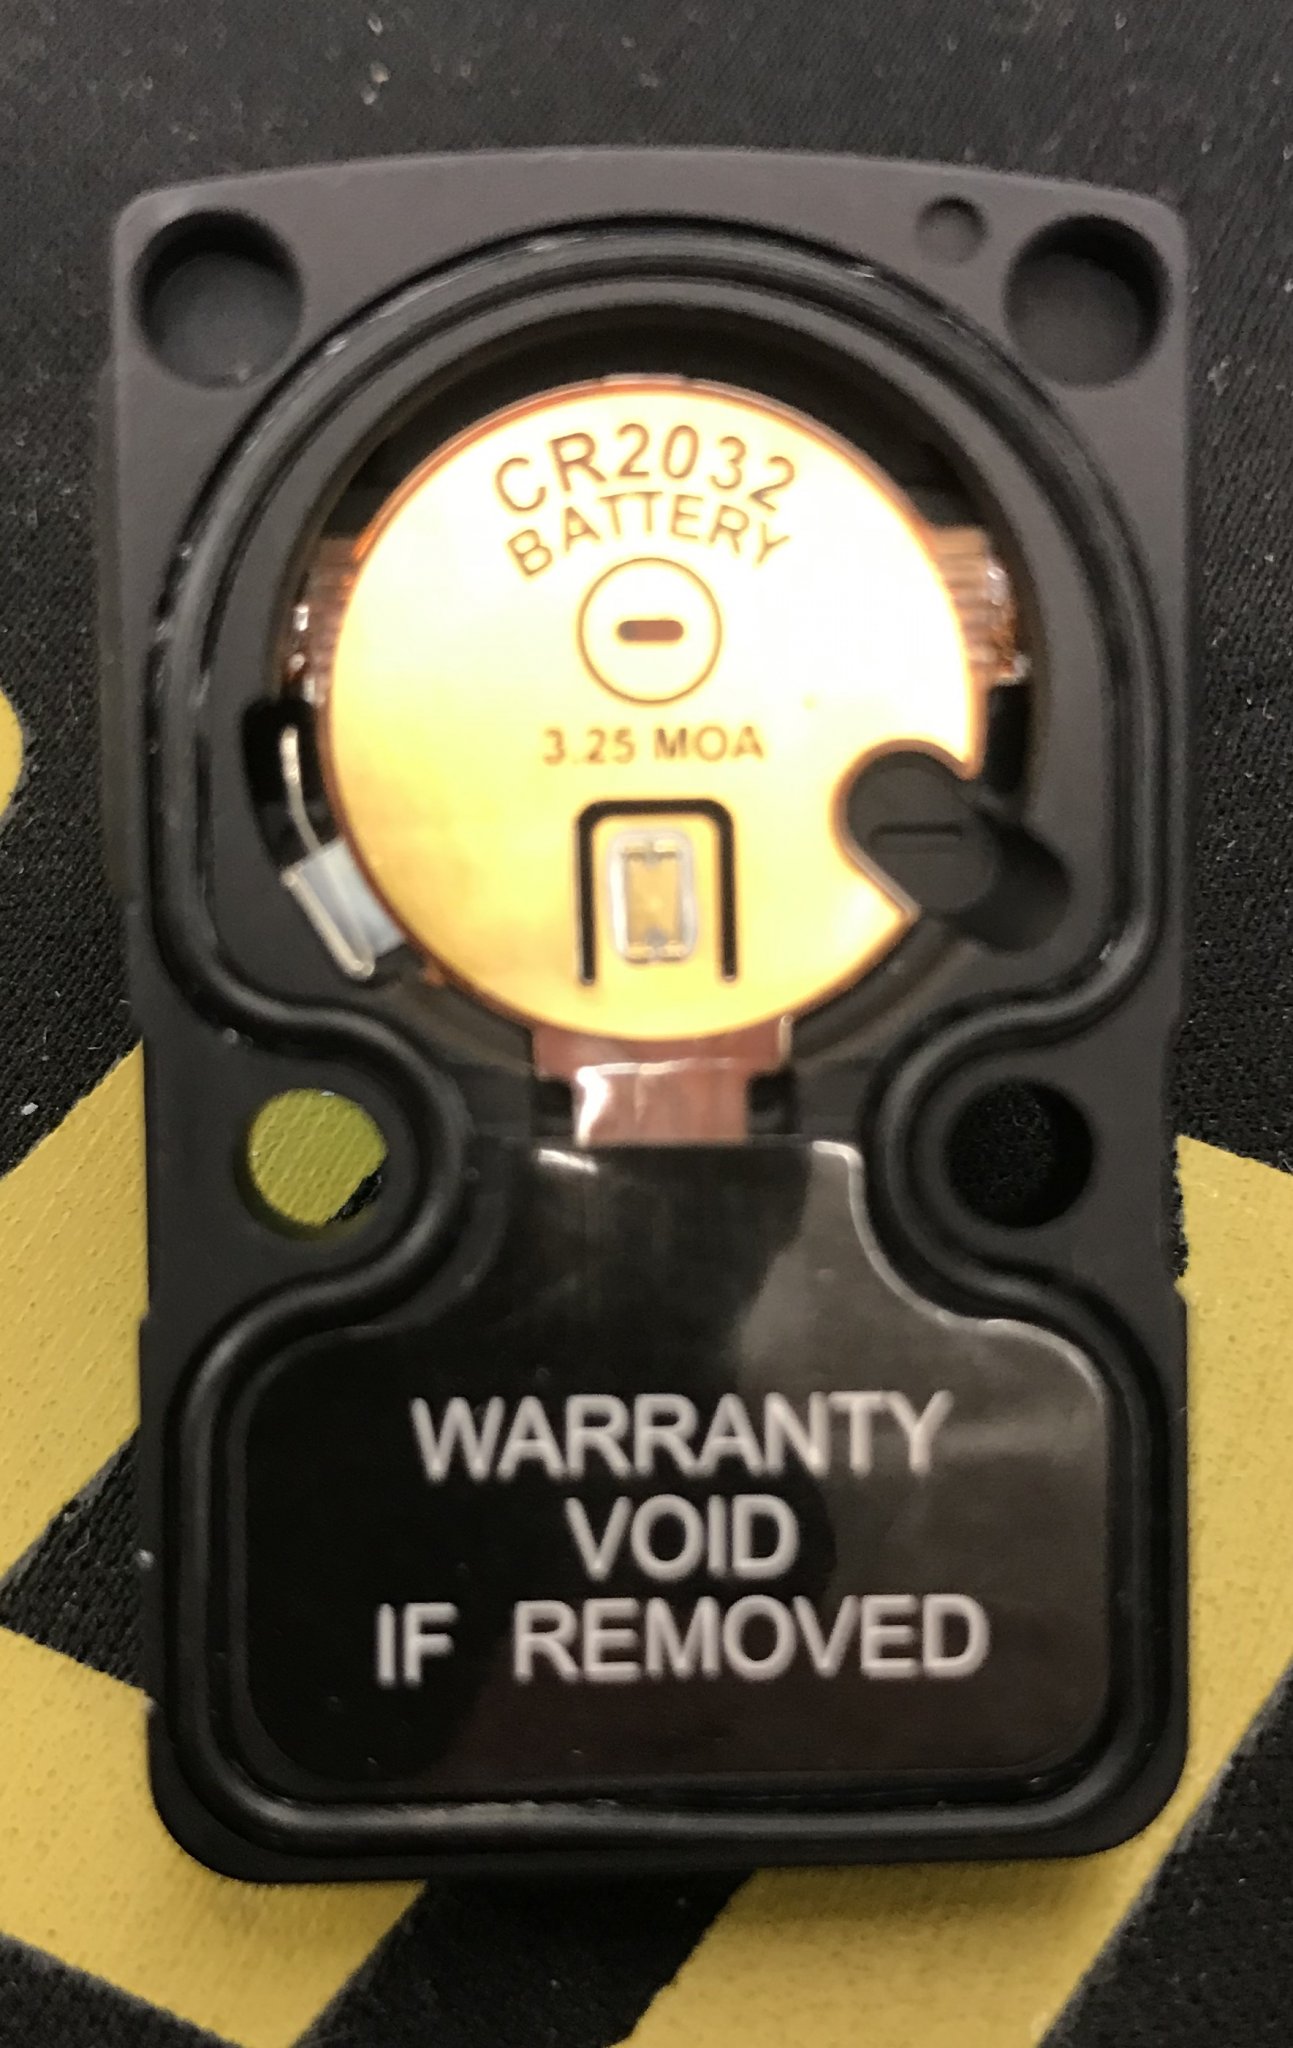 CR2032
BATTERY
3.25 MOA
WARRANTY
VOID
IF REMOVED